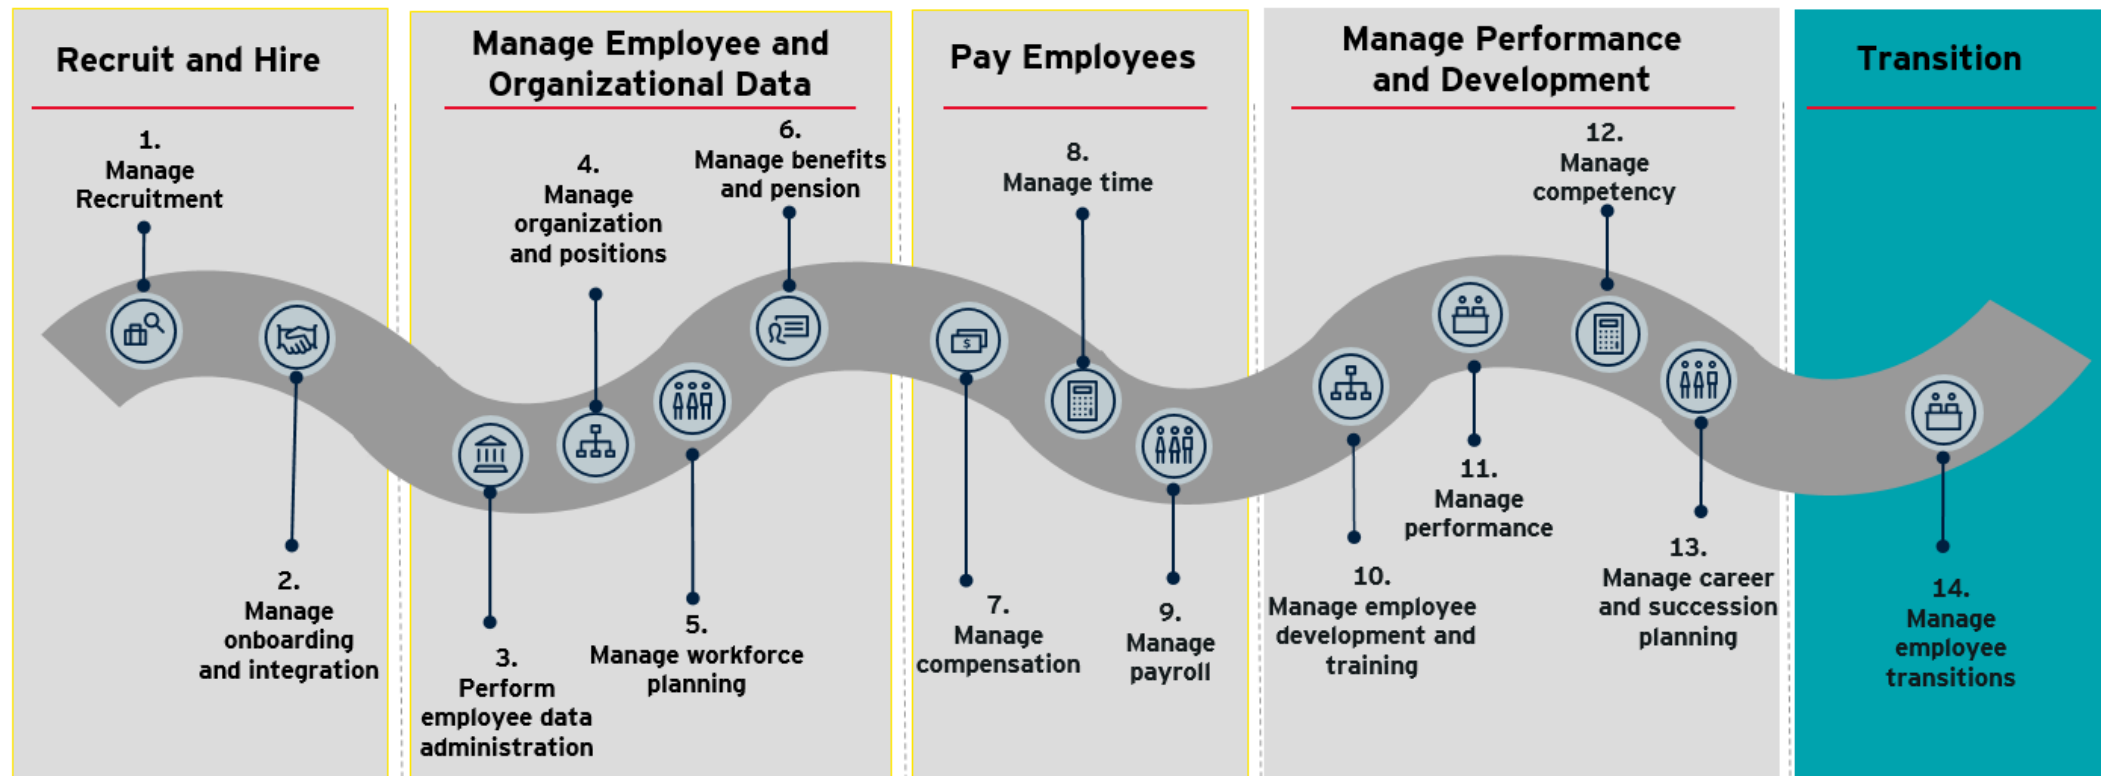 Recruit and Hire
Manage Employee and
Organizational Data
Pay Employees
Manage Performance
and Development
Transition
1.
Manage
Recruitment
2.
Manage
onboarding
and integration
3.
Perform
employee data
administration
4.
Manage
organization
and positions
5.
Manage workforce
planning
6.
Manage benefits
and pension
7.
Manage
compensation
8.
Manage time
9.
Manage
payroll
10.
Manage employee
development and
training
11.
Manage
performance
12.
Manage
competency
13.
Manage career
and succession
planning
14.
Manage
employee
transitions
$